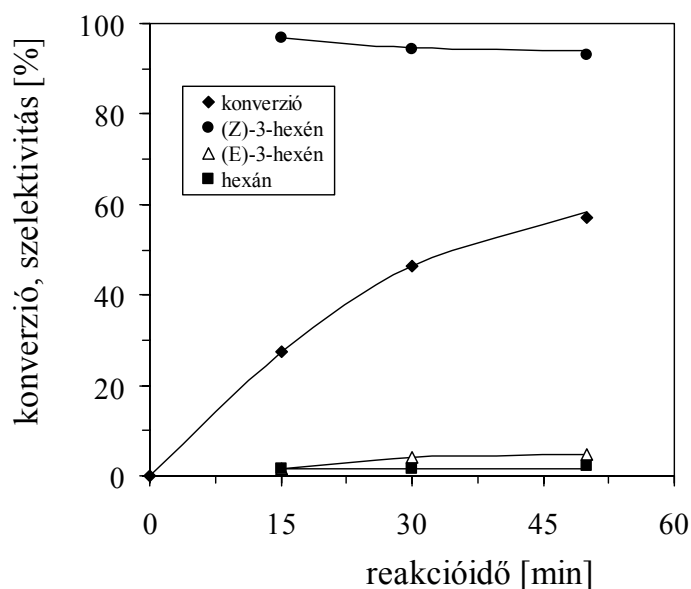 konverzió, szelektivitás [%]
100
80
60
40
20
0
konverzió
(Z)-3-hexén
(E)-3-hexén
hexán
0
15
30
45
60
reakcióidő [min]